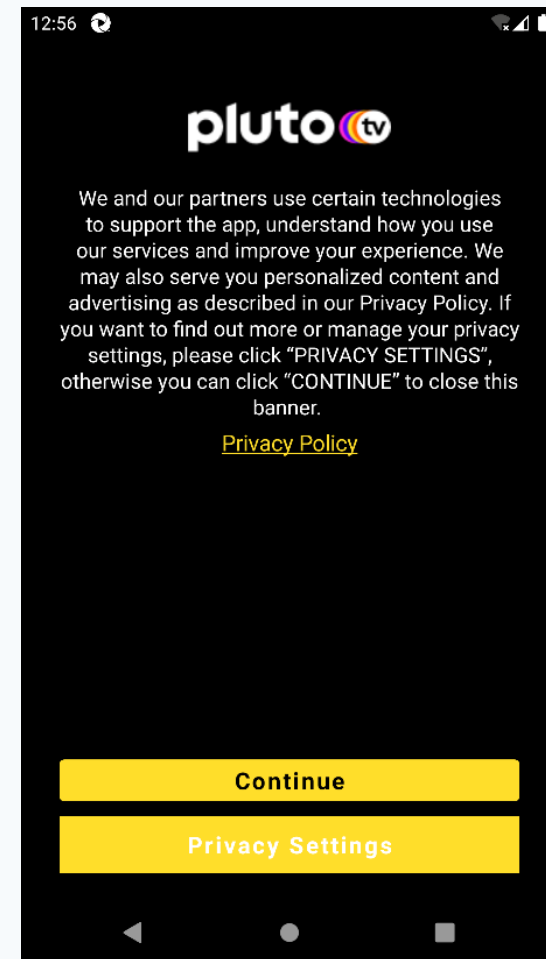 12:56
pluto tv
We and our partners use certain technologies
to support the app, understand how you use
our services and improve your experience. We
may also serve you personalized content and
advertising as described in our Privacy Policy. If
you want to find out more or manage your privacy
settings, please click “PRIVACY SETTINGS”,
otherwise you can click “CONTINUE” to close this
banner.
Privacy Policy
Continue
Privacy Settings